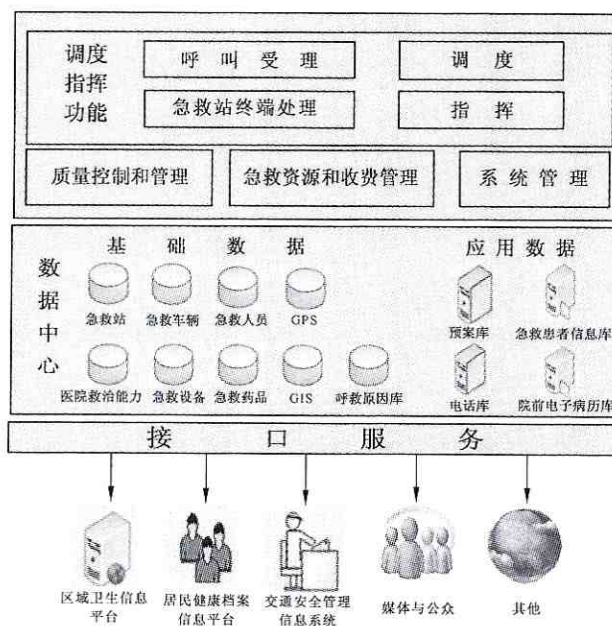 调度
指挥
功能
呼叫受理
调度
急救站终端处理
指挥
质量控制和管理
急救资源和收费管理
系统管理
数据中心
基础数据
应用数据
急救站
急救车辆
急救人员
GPS
预案库
急救患者信息库
医院救治能力
急救设备
急救药品
GIS
呼救原因库
电话库
院前电子病历库
接口服务
区域卫生信息
平台
居民健康档案
信息平台
交通安全管理
信息系统
媒体与公众
其他